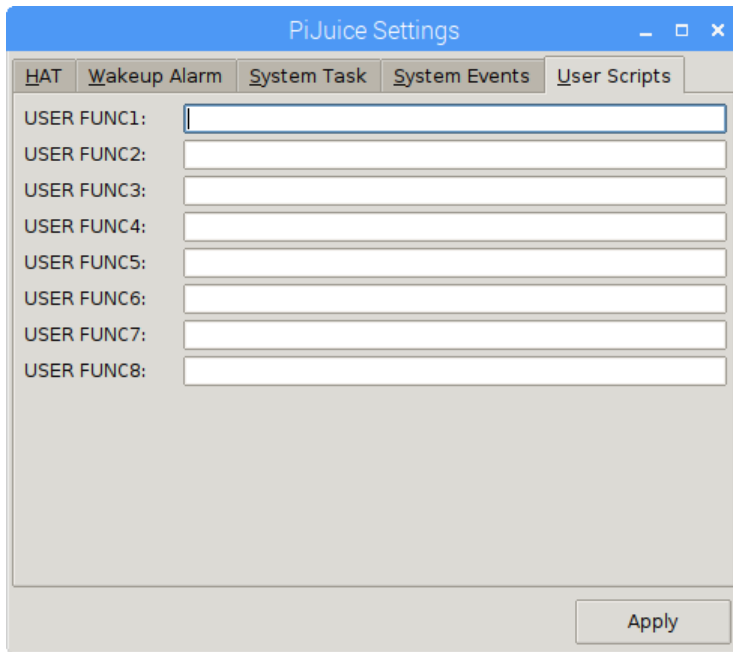 PiJuice Settings
HAT Wakeup Alarm System Task System Events User Scripts
USER FUNC1:
USER FUNC2:
USER FUNC3:
USER FUNC4:
USER FUNC5:
USER FUNC6:
USER FUNC7:
USER FUNC8:
Apply